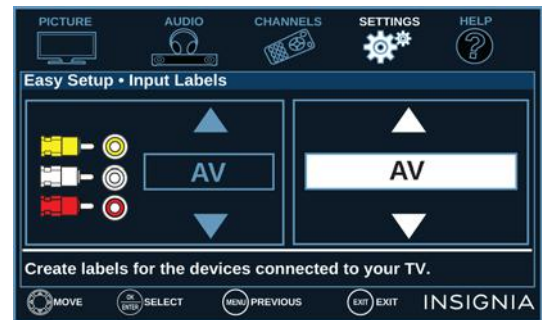 PICTURE AUDIO CHANNELS SETTINGS HELP
?
Easy Setup • Input Labels
AV AV
Create labels for the devices connected to your TV.
MOVE OK ENTER SELECT MENU PREVIOUS EXIT EXIT INSIGNIA